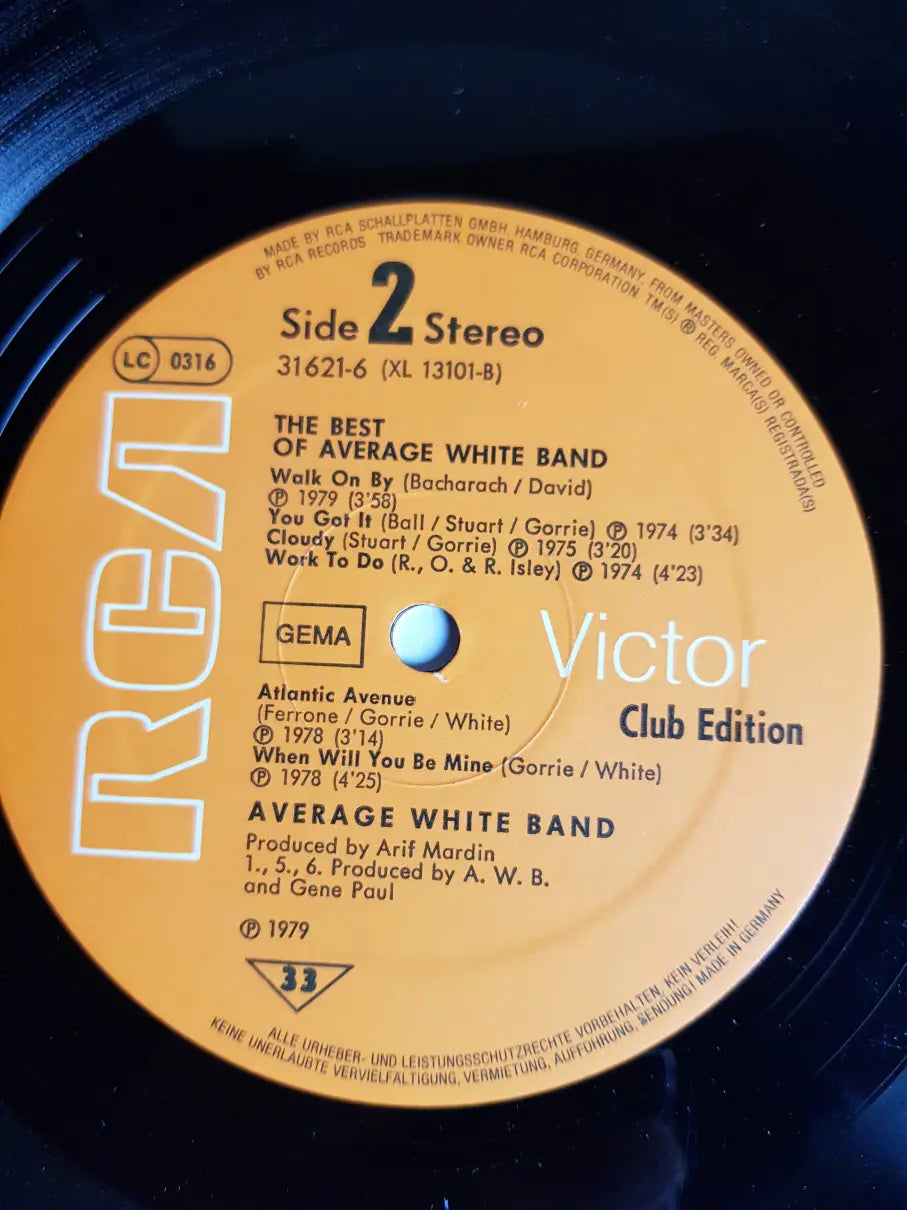 MADE BY RCA SCHALLPLATTEN GMBH, HAMBURG, GERMANY, FROM MASTERS OWNED OR CONTROLLED
BY RCA RECORDS TRADEMARK OWNER RCA CORPORATION. TM(S) ® REG. MARCA(S) REGISTRADA(S)
Side 2 Stereo
31621-6 (XL 13101-B)
LC 0316
RCA
THE BEST
OF AVERAGE WHITE BAND
Walk On By (Bacharach / David)
℗ 1979 (3'58)
You Got It (Ball / Stuart / Gorrie) ℗ 1974 (3'34)
Cloudy (Stuart / Gorrie) ℗ 1975 (3'20)
Work To Do (R., O. & R. Isley) ℗ 1974 (4'23)
GEMA
Victor
Club Edition
Atlantic Avenue
(Ferrone / Gorrie / White)
℗ 1978 (3'14)
When Will You Be Mine (Gorrie / White)
℗ 1978 (4'25)
AVERAGE WHITE BAND
Produced by Arif Mardin
1., 5., 6. Produced by A. W. B.
and Gene Paul
℗ 1979
33
ALLE URHEBER- UND LEISTUNGSSCHUTZRECHTE VORBEHALTEN, KEIN VERLEIH!
KEINE UNERLAUBTE VERVIELFÄLTIGUNG, VERMIETUNG, AUFFÜHRUNG, SENDUNG! MADE IN GERMANY